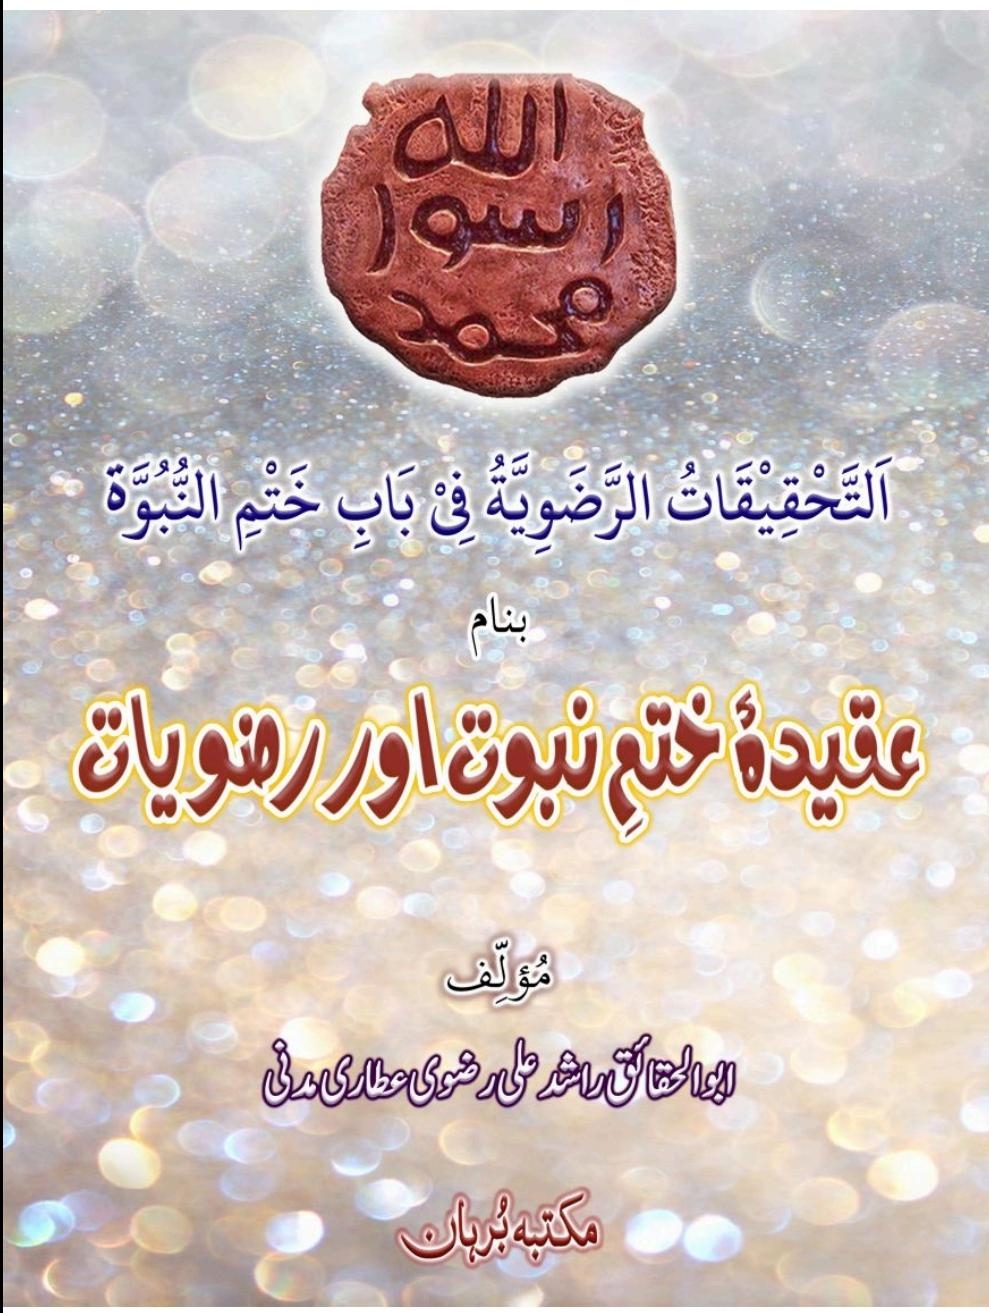 الله
رسول
محمد
اَلتَّحْقِيْقَاتُ الرَّضَوِيَّةُ فِیْ بَابِ خَتْمِ النُّبُوَّة
بنام
عقیدۂ ختمِ نبوت اور رضویات
مُؤلِّف
ابوالحقائق راشد علی رضوی عطاری مدنی
مکتبہ بُرہان